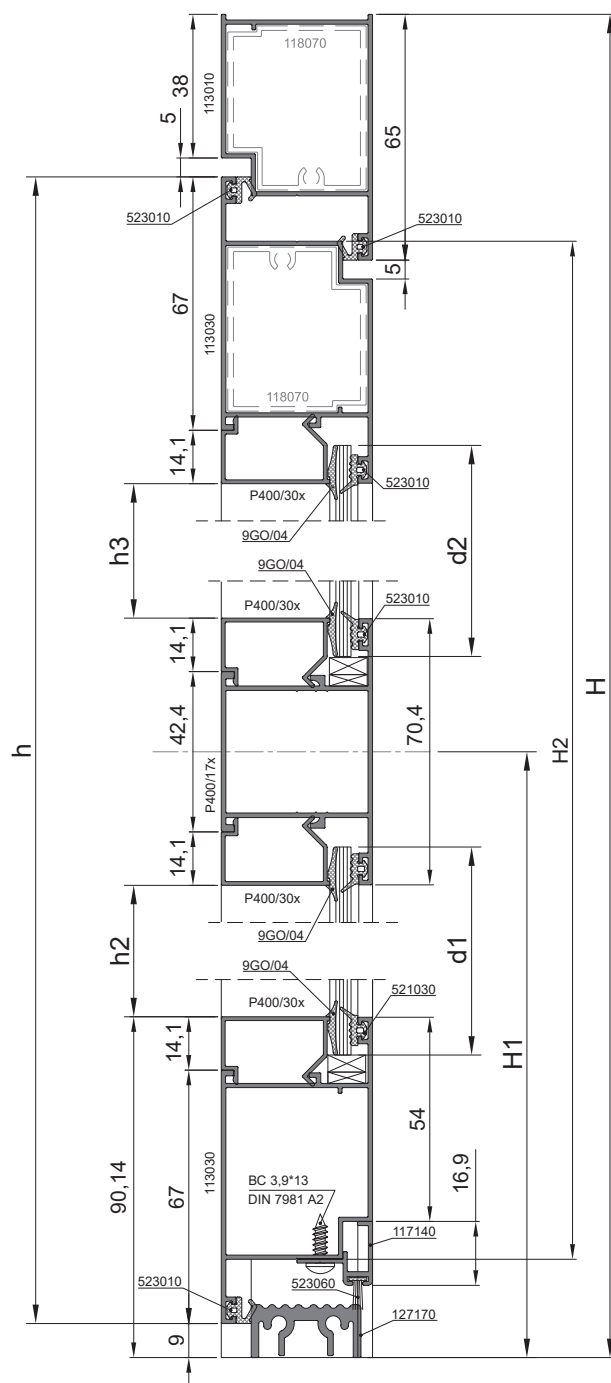 118070
113010
38
5
65
523010
523010
5
67
113030
118070
14,1
523010
P400/30x
9GO/04
h3
d2
9GO/04
P400/30x
523010
14,1
42,4
70,4
H2
H
h
P400/17x
14,1
P400/30x
9GO/04
h2
d1
9GO/04
P400/30x
521030
14,1
H1
54
90,14
67
113030
BC 3,9*13
DIN 7981 A2
16,9
117140
523010
523060
127170
9